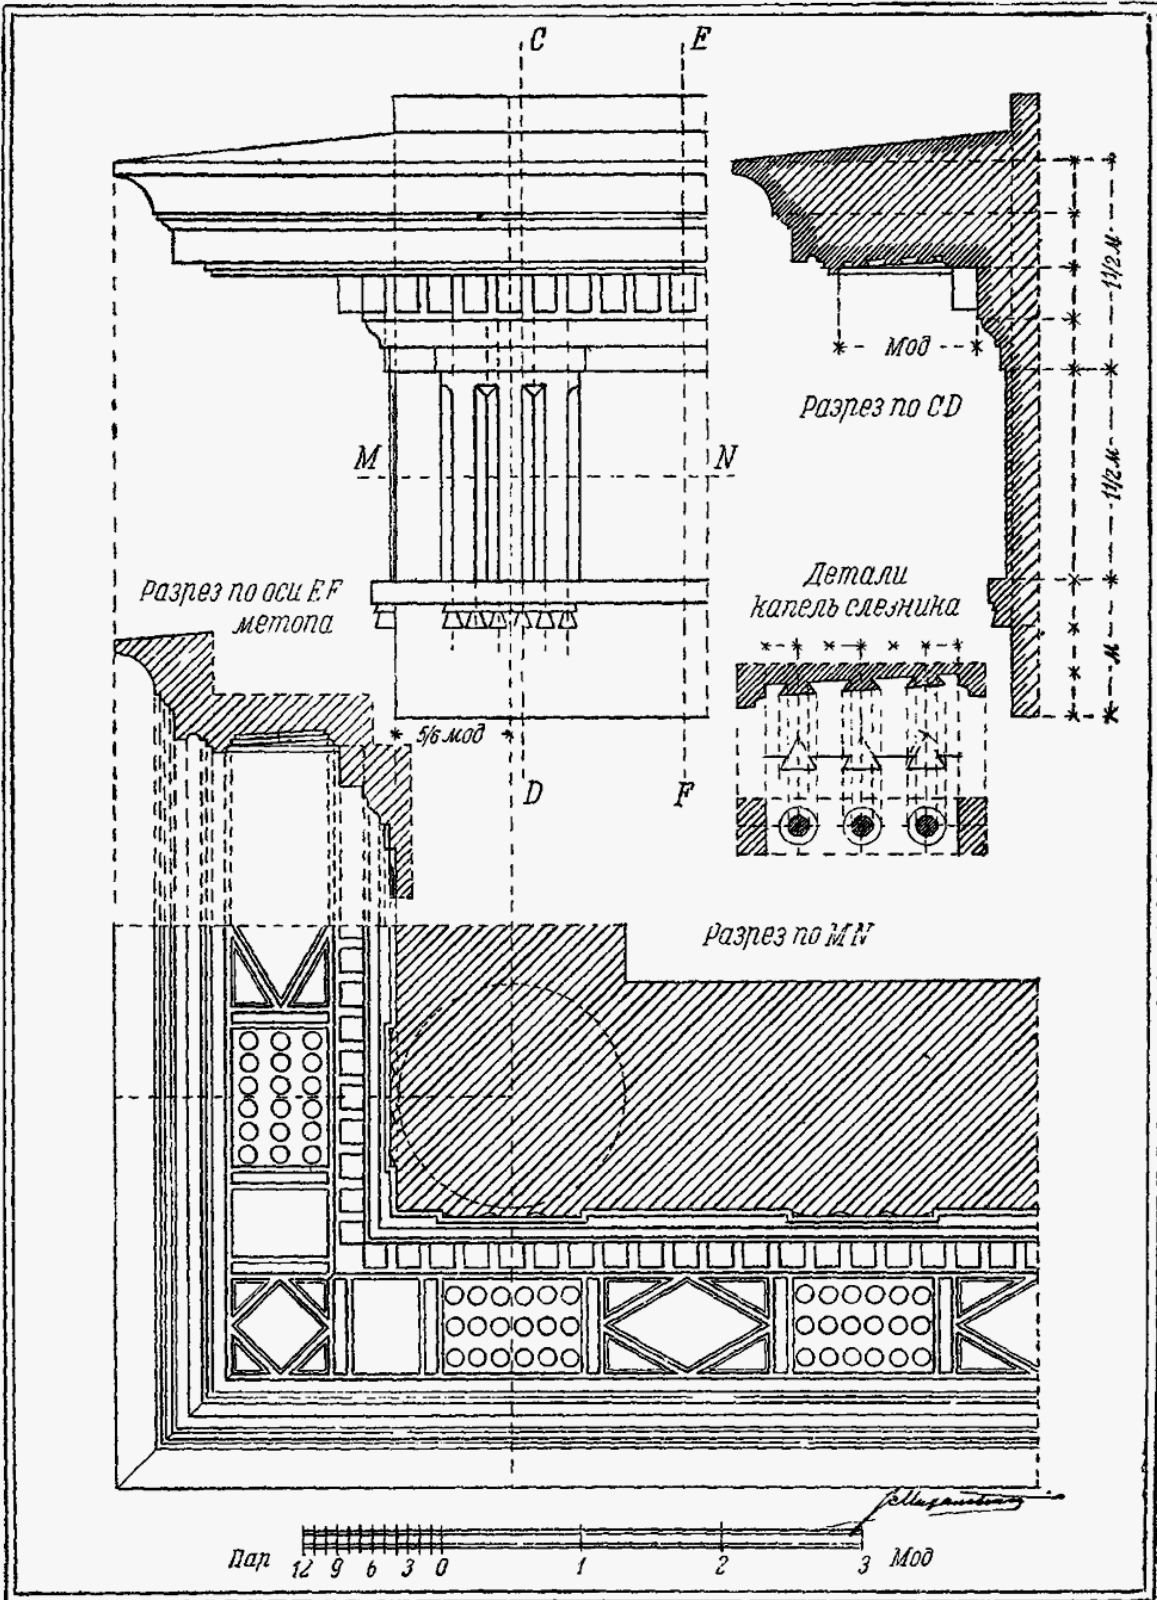 C E
1 1/2 м
Мод
Разрез по CD
M N
1 1/2 м
Разрез по оси EF
метопа
Детали
капель слезника
м
5/6 мод
D F
Разрез по MN
Пар 12 9 6 3 0 1 2 3 Мод